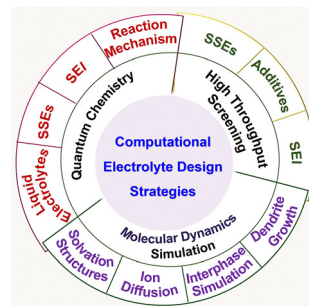 Computational
Electrolyte Design
Strategies
Quantum Chemistry
High Throughput
Screening
Molecular Dynamics
Simulation
Liquid
Electrolytes
SSEs
SEI
Reaction
Mechanism
SSEs
Additives
SEI
Solvation
Structures
Ion
Diffusion
Interphase
Simulation
Dendrite
Growth